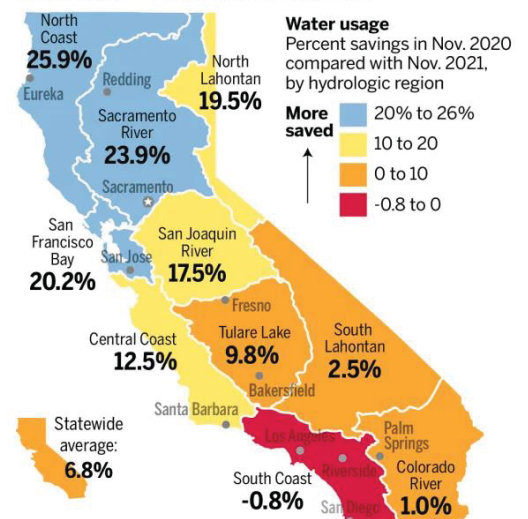 Water usage
Percent savings in Nov. 2020
compared with Nov. 2021,
by hydrologic region
More
saved
20% to 26%
10 to 20
0 to 10
-0.8 to 0
North
Coast
25.9%
Eureka
Redding
North
Lahontan
19.5%
Sacramento
River
23.9%
Sacramento
San
Francisco
Bay
20.2%
San Jose
San Joaquin
River
17.5%
Fresno
Central Coast
12.5%
Tulare Lake
9.8%
Bakersfield
South
Lahontan
2.5%
Santa Barbara
Los Angeles
Riverside
San Diego
South Coast
-0.8%
Palm
Springs
Colorado
River
1.0%
Statewide
average:
6.8%